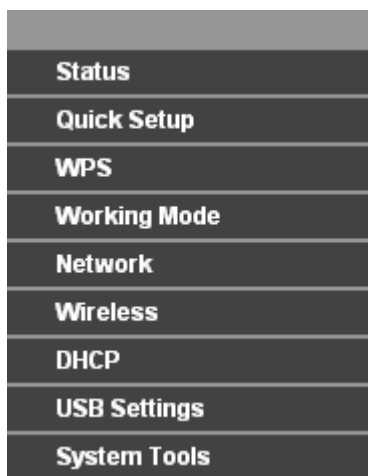 Status
Quick Setup
WPS
Working Mode
Network
Wireless
DHCP
USB Settings
System Tools